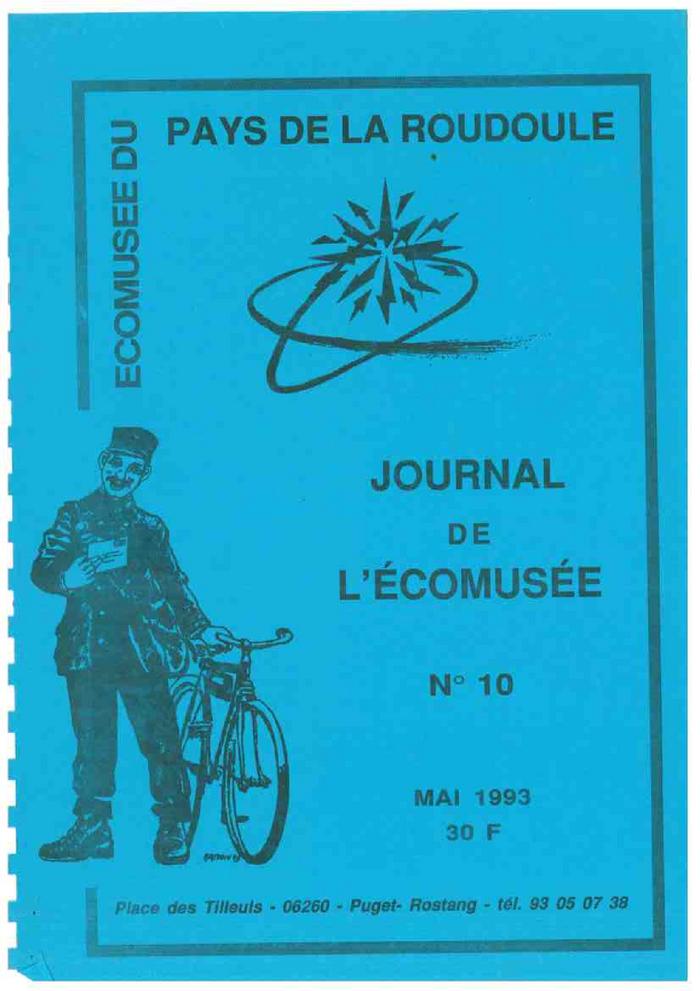 ECOMUSEE DU
PAYS DE LA ROUDOULE
JOURNAL
DE
L'ÉCOMUSÉE
N° 10
MAI 1993
30 F
Place des Tilleuls - 06260 - Puget- Rostang - tél. 93 05 07 38